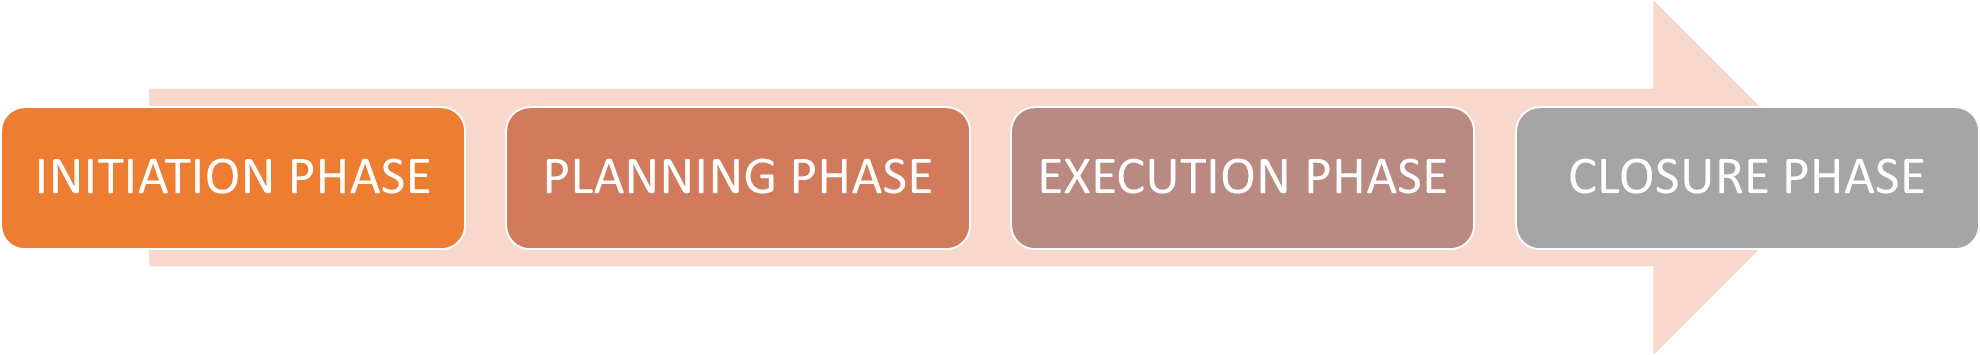 INITIATION PHASE
PLANNING PHASE
EXECUTION PHASE
CLOSURE PHASE